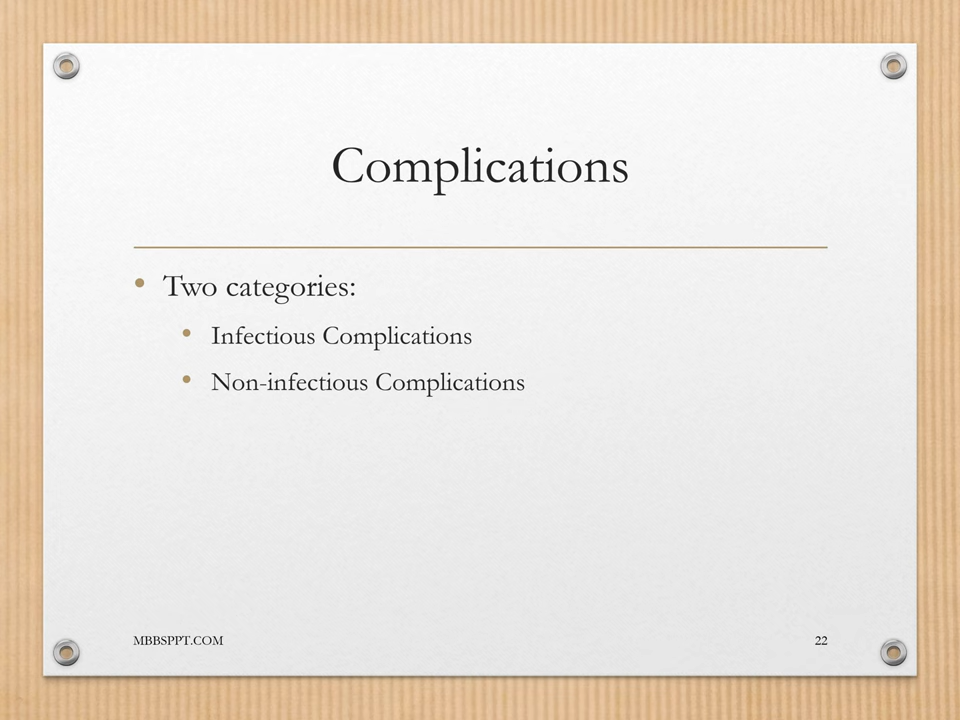 Complications
• Two categories:
• Infectious Complications
• Non-infectious Complications
MBBSPPT.COM
22